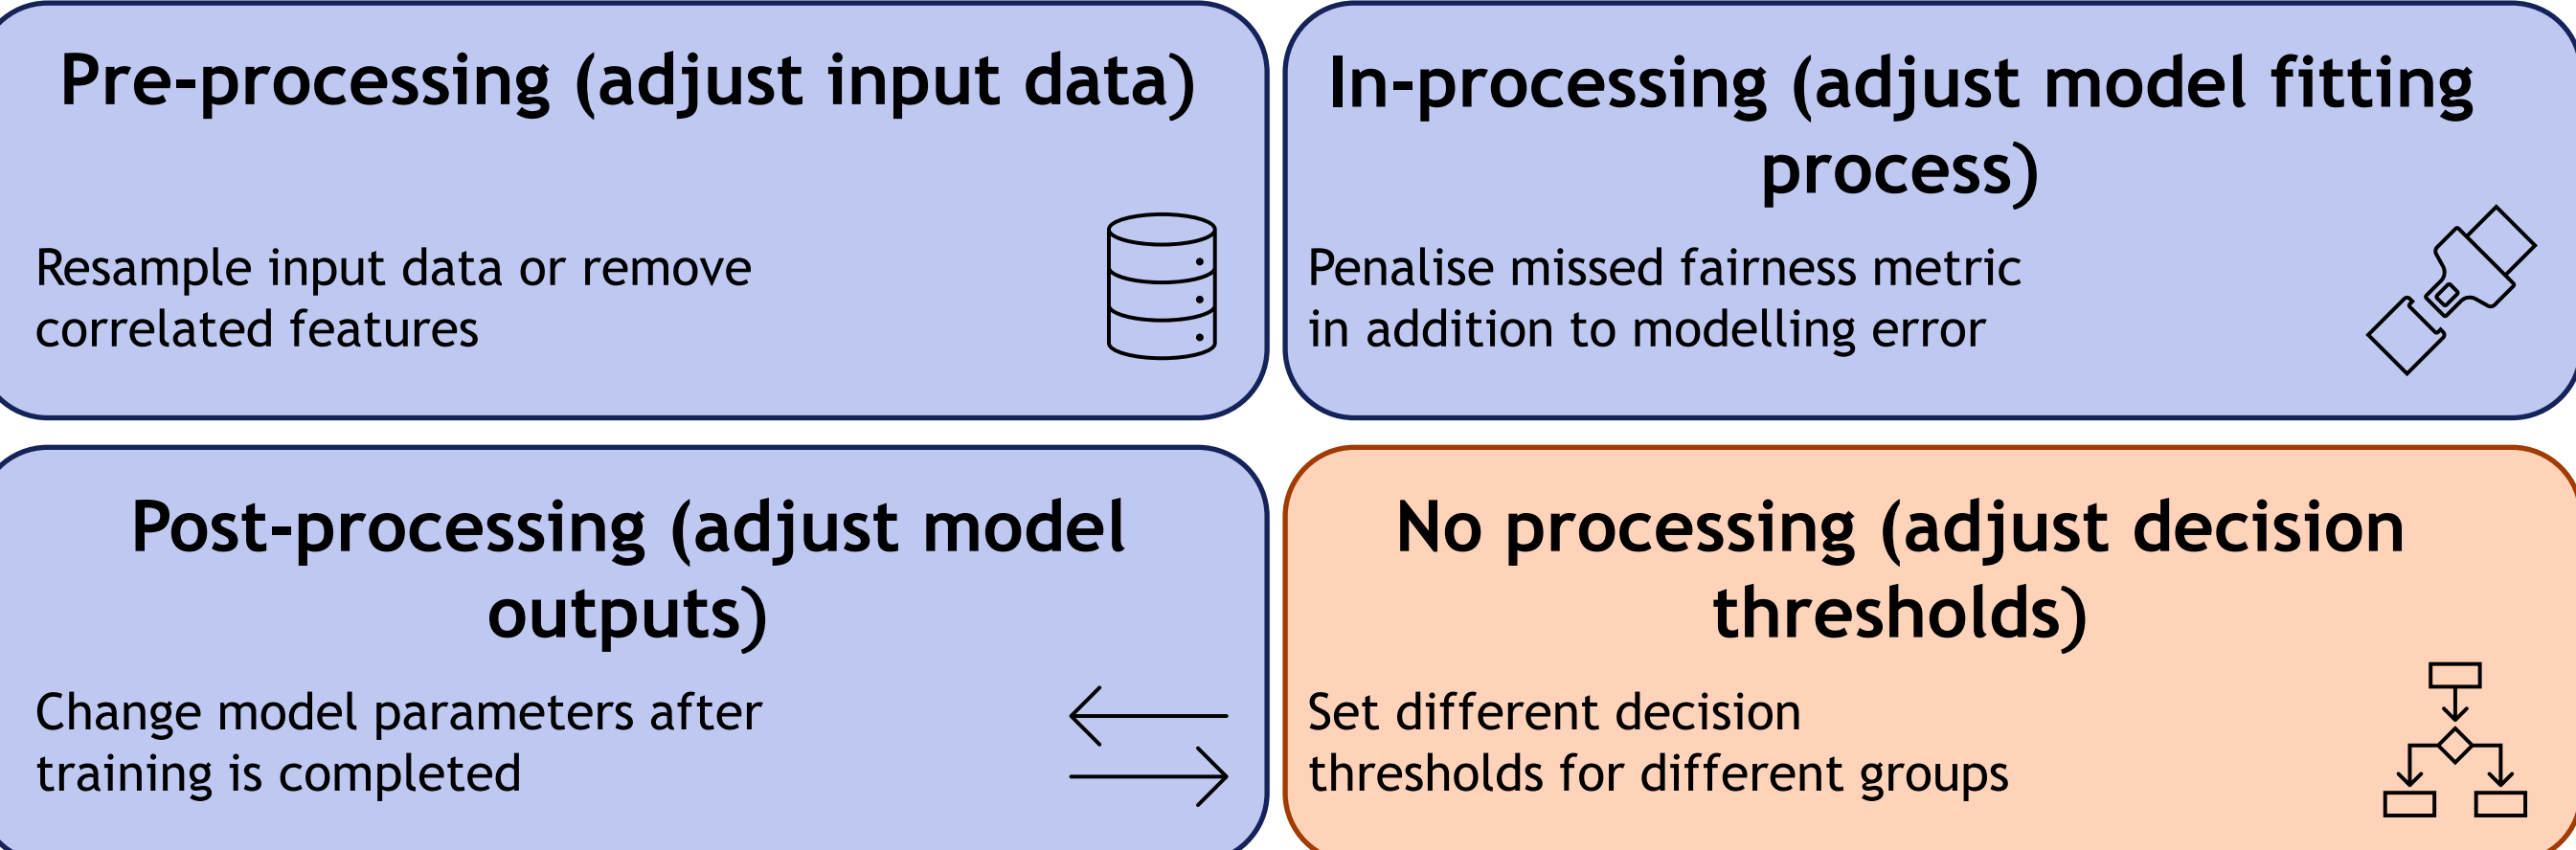 Pre-processing (adjust input data)
Resample input data or remove
correlated features
In-processing (adjust model fitting
process)
Penalise missed fairness metric
in addition to modelling error
Post-processing (adjust model
outputs)
Change model parameters after
training is completed
No processing (adjust decision
thresholds)
Set different decision
thresholds for different groups